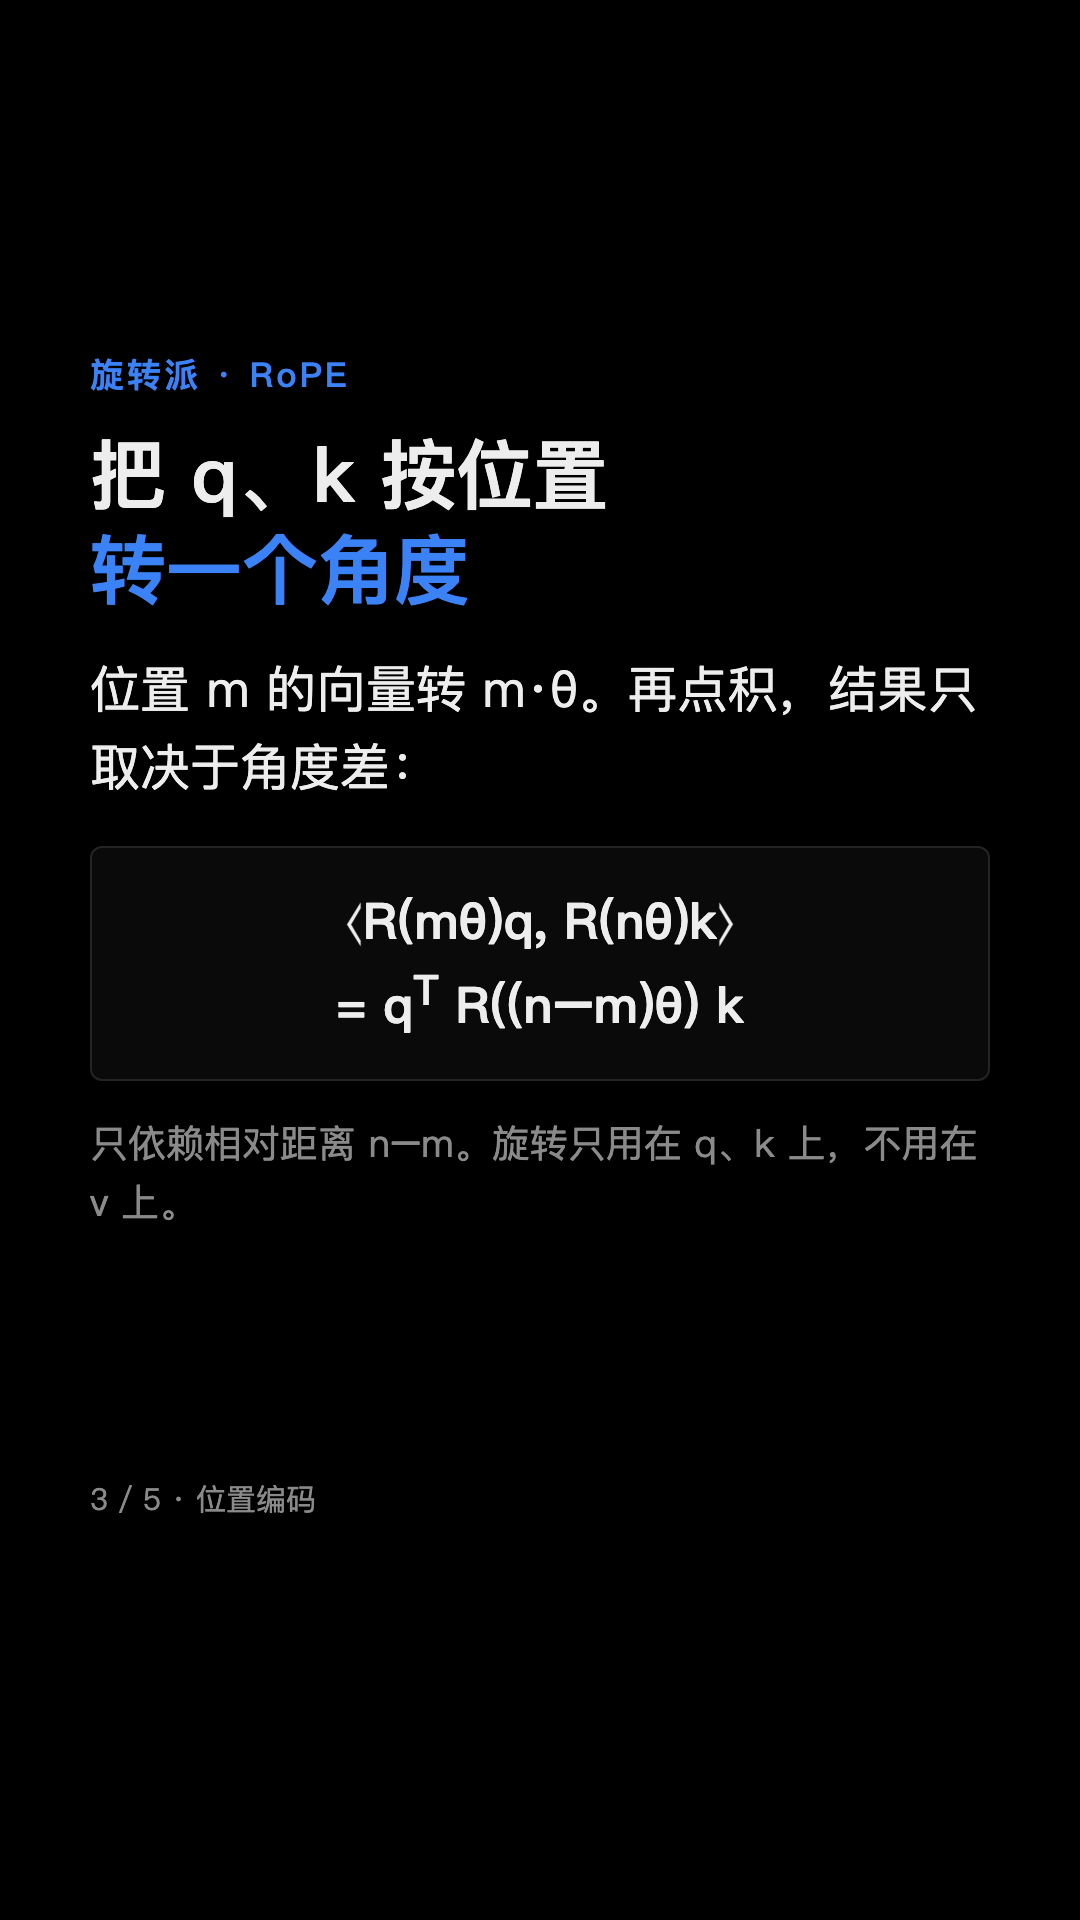 旋转派 · RoPE
把 q、k 按位置
转一个角度
位置 m 的向量转 m·θ。再点积，结果只
取决于角度差：
〈R(mθ)q, R(nθ)k〉
= qᵀ R((n−m)θ) k
只依赖相对距离 n−m。旋转只用在 q、k 上，不用在
v 上。
3 / 5 · 位置编码